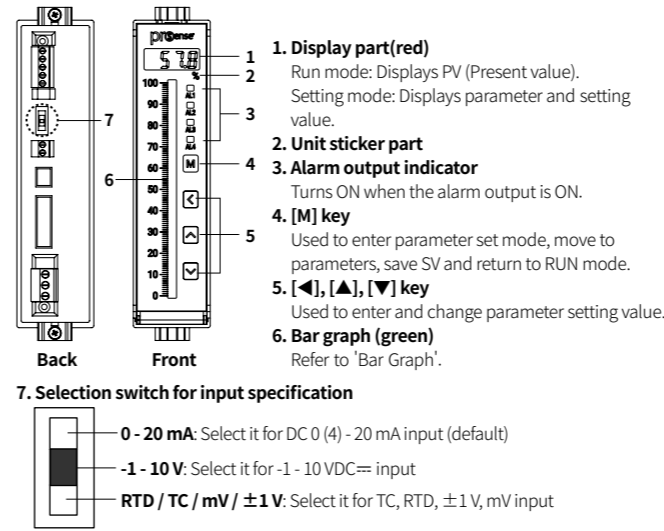 prosense
57.8
%
100
90
80
70
60
50
40
30
20
10
0
AL1
AL2
AL3
AL4
M
1
2
3
4
5
6
7
Back
Front
1. Display part(red)
Run mode: Displays PV (Present value).
Setting mode: Displays parameter and setting
value.
2. Unit sticker part
3. Alarm output indicator
Turns ON when the alarm output is ON.
4. [M] key
Used to enter parameter set mode, move to
parameters, save SV and return to RUN mode.
5. [◀], [▲], [▼] key
Used to enter and change parameter setting value.
6. Bar graph (green)
Refer to 'Bar Graph'.
7. Selection switch for input specification
0 - 20 mA: Select it for DC 0 (4) - 20 mA input (default)
-1 - 10 V: Select it for -1 - 10 VDC⎓ input
RTD / TC / mV / ±1 V: Select it for TC, RTD, ±1 V, mV input